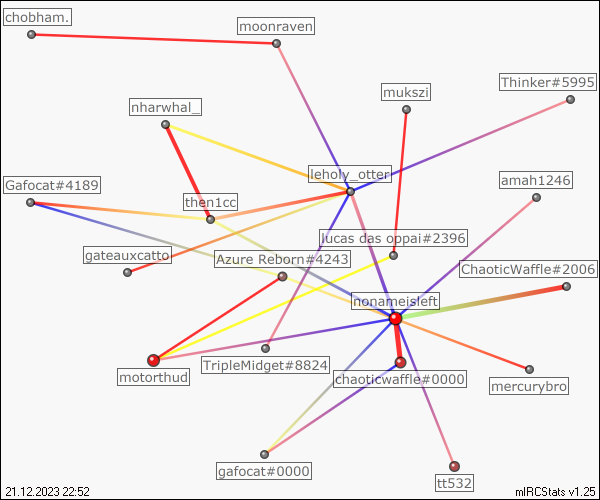 chobham.
moonraven
Thinker#5995
mukszi
nharwhal_
leholy_otter
amah1246
Gafocat#4189
then1cc
lucas das oppai#2396
gateauxcatto
Azure Reborn#4243
ChaoticWaffle#2006
nonameisleft
TripleMidget#8824
motorthud
chaoticwaffle#0000
mercurybro
gafocat#0000
tt532
21.12.2023 22:52
mIRCStats v1.25